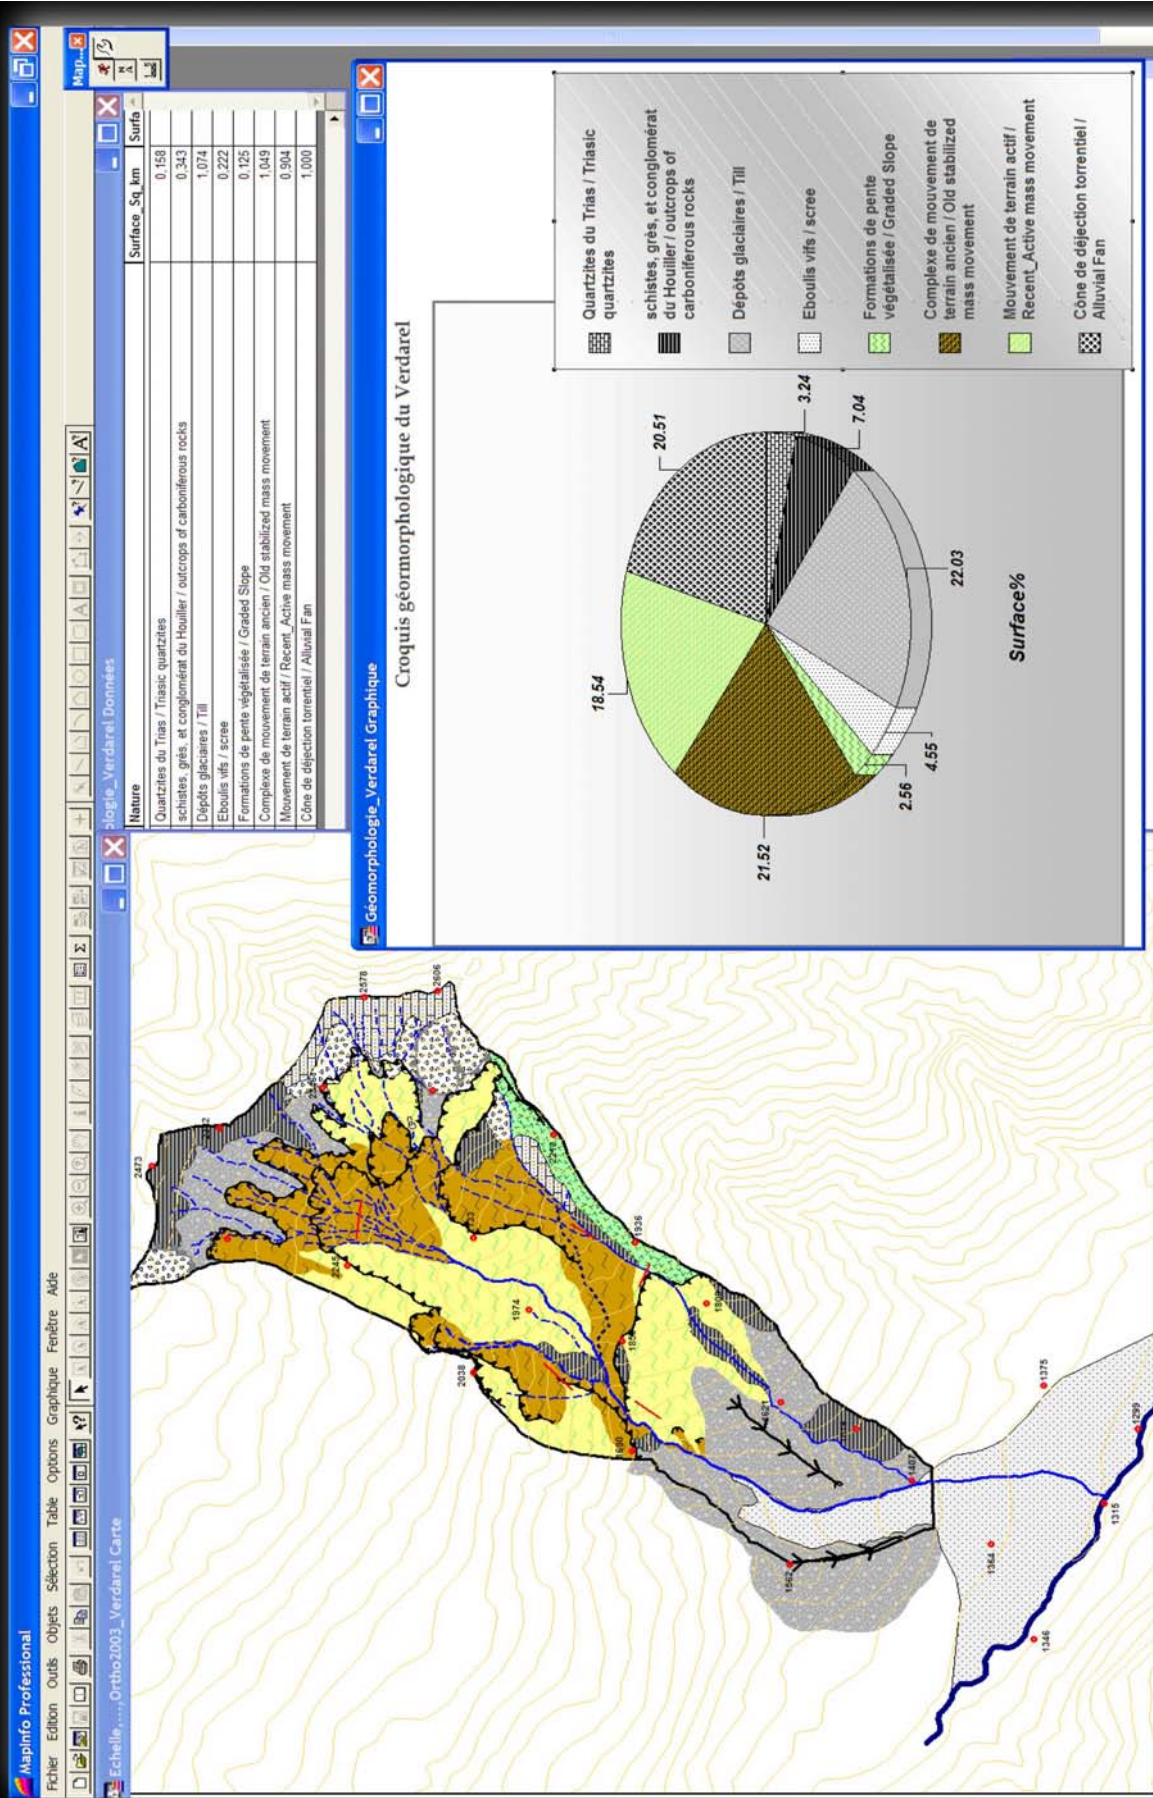 MapInfo Professional
Fichier Edition Outils Objets Sélection Table Options Graphique Fenêtre Aide
Map...
Echelle,...,Ortho2003_Verdarel Carte
2473
2578
2606
2245
2038
1974
1936
1562
1407
1375
1364
1346
1315
1299
ologie_Verdarel Données
Nature Surface_Sq_km Surfa
Quartzites du Trias / Triasic quartzites 0,158
schistes, grès, et conglomérat du Houiller / outcrops of carboniferous rocks 0,343
Dépôts glaciaires / Till 1,074
Eboulis vifs / scree 0,222
Formations de pente végétalisée / Graded Slope 0,125
Complexe de mouvement de terrain ancien / Old stabilized mass movement 1,049
Mouvement de terrain actif / Recent_Active mass movement 0,904
Cône de déjection torrentiel / Alluvial Fan 1,000
Géomorphologie_Verdarel Graphique
Croquis géormorphologique du Verdarel
18.54
20.51
21.52
3.24
7.04
2.56
4.55
22.03
Surface%
Quartzites du Trias / Triasic
quartzites
schistes, grès, et conglomérat
du Houiller / outcrops of
carboniferous rocks
Dépôts glaciaires / Till
Eboulis vifs / scree
Formations de pente
végétalisée / Graded Slope
Complexe de mouvement de
terrain ancien / Old stabilized
mass movement
Mouvement de terrain actif /
Recent_Active mass movement
Cône de déjection torrentiel /
Alluvial Fan